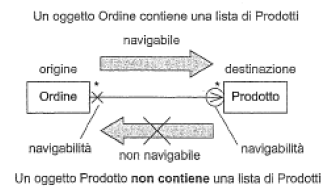 Un oggetto Ordine contiene una lista di Prodotti
navigabile
origine
destinazione
*
*
Ordine
Prodotto
navigabilità
navigabilità
non navigabile
Un oggetto Prodotto non contiene una lista di Prodotti